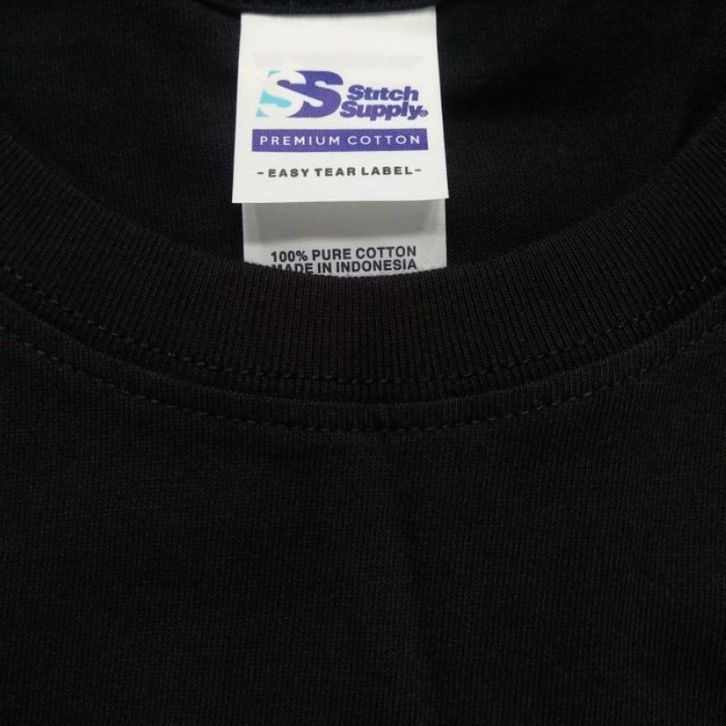 SS Stitch
Supply®
PREMIUM COTTON
- EASY TEAR LABEL -
100% PURE COTTON
MADE IN INDONESIA